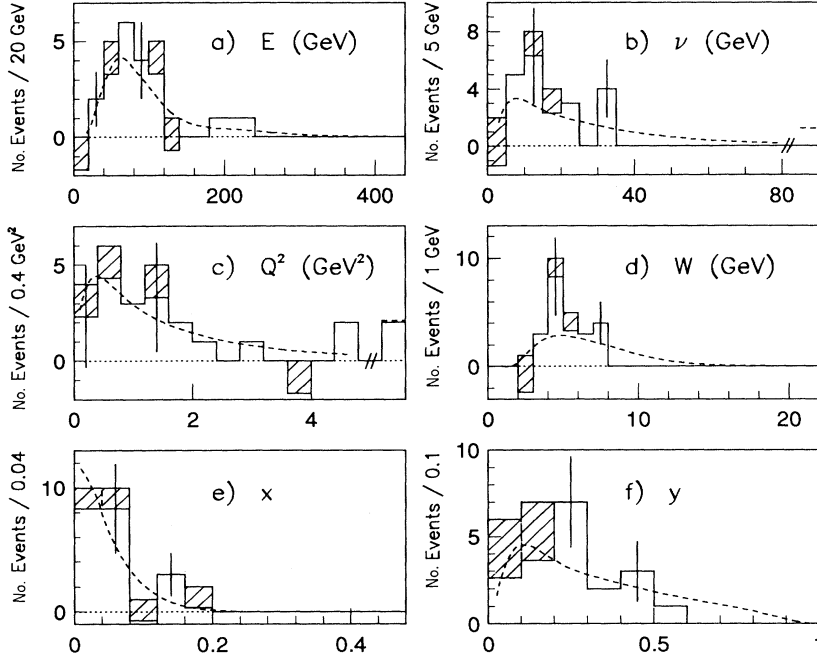 No. Events / 20 GeV
a) E (GeV)
5
0
0 200 400
No. Events / 5 GeV
b) ν (GeV)
8
4
0
0 40 80
No. Events / 0.4 GeV²
c) Q² (GeV²)
5
0
0 2 4
No. Events / 1 GeV
d) W (GeV)
10
0
0 10 20
No. Events / 0.04
e) x
10
0
0 0.2 0.4
No. Events / 0.1
f) y
10
5
0
0 0.5 1